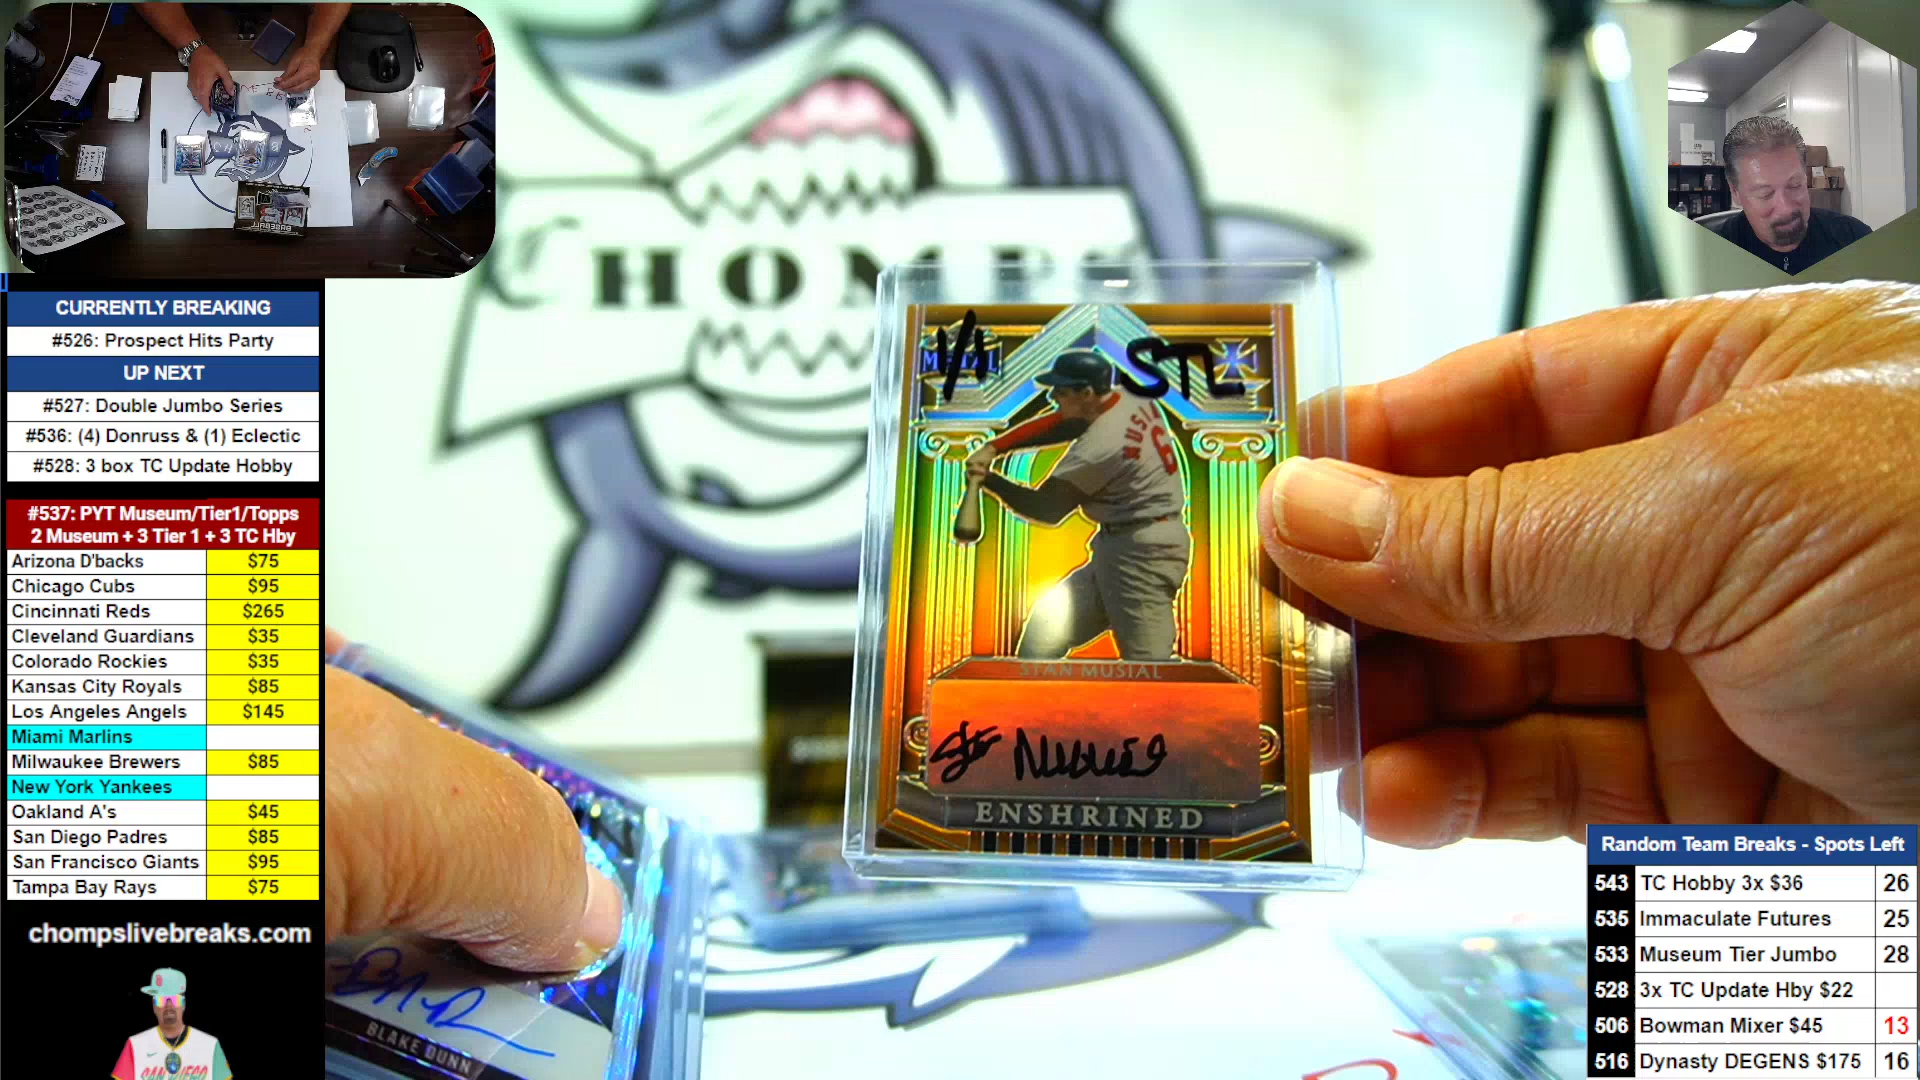 CURRENTLY BREAKING
#526: Prospect Hits Party
UP NEXT
#527: Double Jumbo Series
#536: (4) Donruss & (1) Eclectic
#528: 3 box TC Update Hobby
#537: PYT Museum/Tier1/Topps
2 Museum + 3 Tier 1 + 3 TC Hby
Arizona D'backs $75
Chicago Cubs $95
Cincinnati Reds $265
Cleveland Guardians $35
Colorado Rockies $35
Kansas City Royals $85
Los Angeles Angels $145
Miami Marlins
Milwaukee Brewers $85
New York Yankees
Oakland A's $45
San Diego Padres $85
San Francisco Giants $95
Tampa Bay Rays $75
chompslivebreaks.com
CHOMPS
1/1 STL
MUSIAL
6
STAN MUSIAL
Stan Musial
ENSHRINED
BLAKE DUNN
Random Team Breaks - Spots Left
543 TC Hobby 3x $36 26
535 Immaculate Futures 25
533 Museum Tier Jumbo 28
528 3x TC Update Hby $22
506 Bowman Mixer $45 13
516 Dynasty DEGENS $175 16